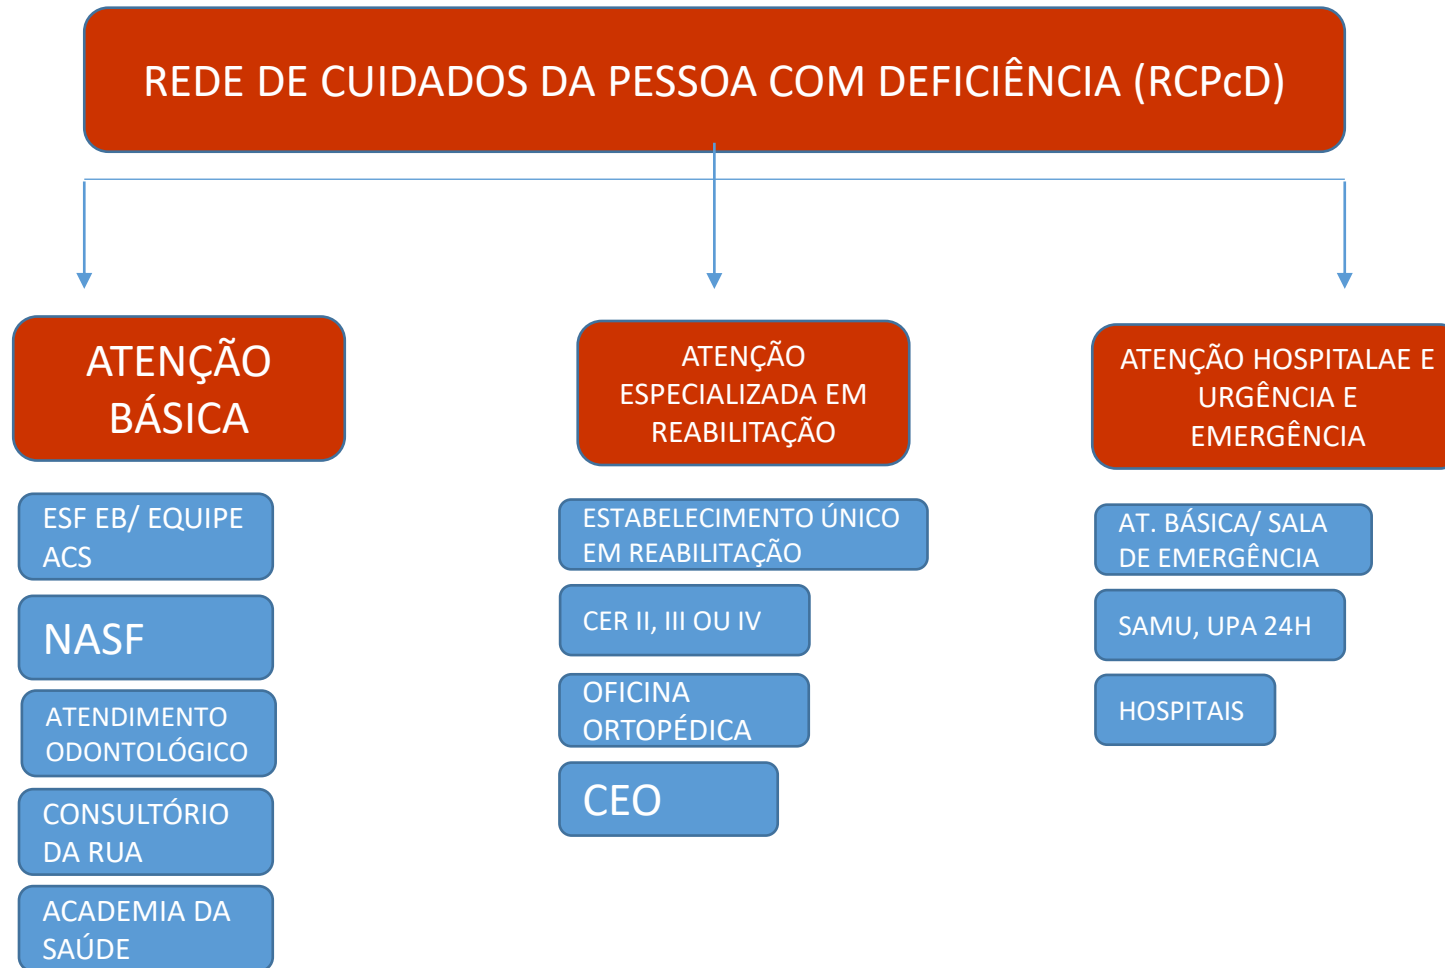 REDE DE CUIDADOS DA PESSOA COM DEFICIÊNCIA (RCPcD)
ATENÇÃO
BÁSICA
ESF EB/ EQUIPE
ACS
NASF
ATENDIMENTO
ODONTOLÓGICO
CONSULTÓRIO
DA RUA
ACADEMIA DA
SAÚDE
ATENÇÃO
ESPECIALIZADA EM
REABILITAÇÃO
ESTABELECIMENTO ÚNICO
EM REABILITAÇÃO
CER II, III OU IV
OFICINA
ORTOPÉDICA
CEO
ATENÇÃO HOSPITALAE E
URGÊNCIA E
EMERGÊNCIA
AT. BÁSICA/ SALA
DE EMERGÊNCIA
SAMU, UPA 24H
HOSPITAIS